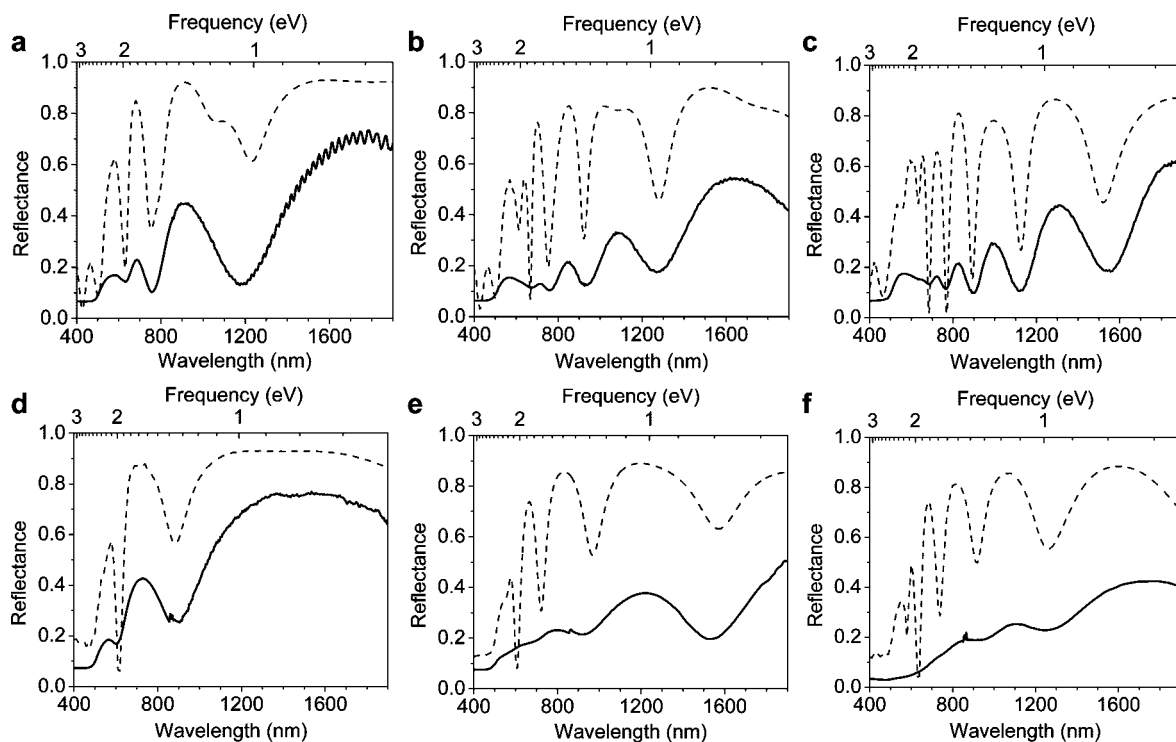 Frequency (eV) Frequency (eV) Frequency (eV)
a 3 2 1 b 3 2 1 c 3 2 1
1.0 1.0 1.0
0.8 0.8 0.8
0.6 0.6 0.6
0.4 0.4 0.4
0.2 0.2 0.2
0.0 0.0 0.0
Reflectance Reflectance Reflectance
400 800 1200 1600 400 800 1200 1600 400 800 1200 1600
Wavelength (nm) Wavelength (nm) Wavelength (nm)
Frequency (eV) Frequency (eV) Frequency (eV)
d 3 2 1 e 3 2 1 f 3 2 1
1.0 1.0 1.0
0.8 0.8 0.8
0.6 0.6 0.6
0.4 0.4 0.4
0.2 0.2 0.2
0.0 0.0 0.0
Reflectance Reflectance Reflectance
400 800 1200 1600 400 800 1200 1600 400 800 1200 1600
Wavelength (nm) Wavelength (nm) Wavelength (nm)